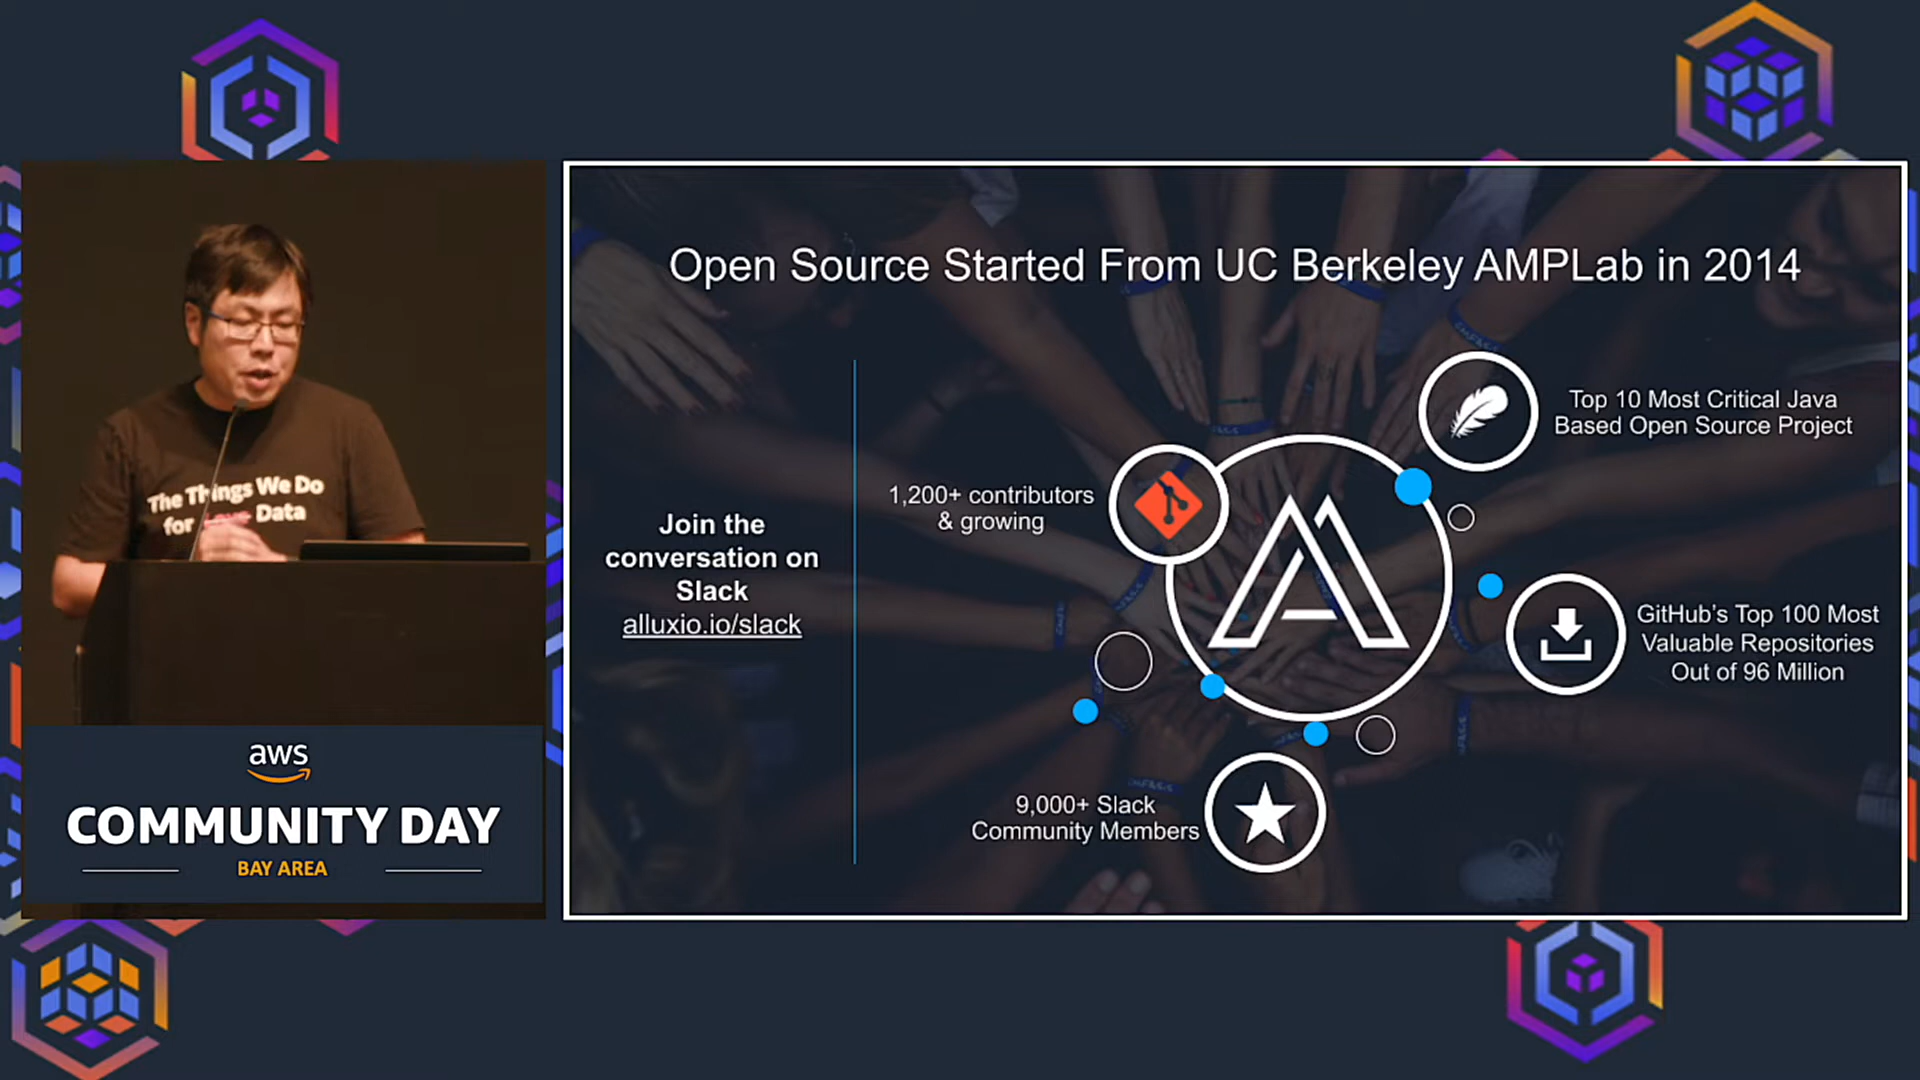 Open Source Started From UC Berkeley AMPLab in 2014
Join the
conversation on
Slack
alluxio.io/slack
1,200+ contributors
& growing
Top 10 Most Critical Java
Based Open Source Project
GitHub's Top 100 Most
Valuable Repositories
Out of 96 Million
9,000+ Slack
Community Members
The Things We Do
for Love Data
aws
COMMUNITY DAY
BAY AREA